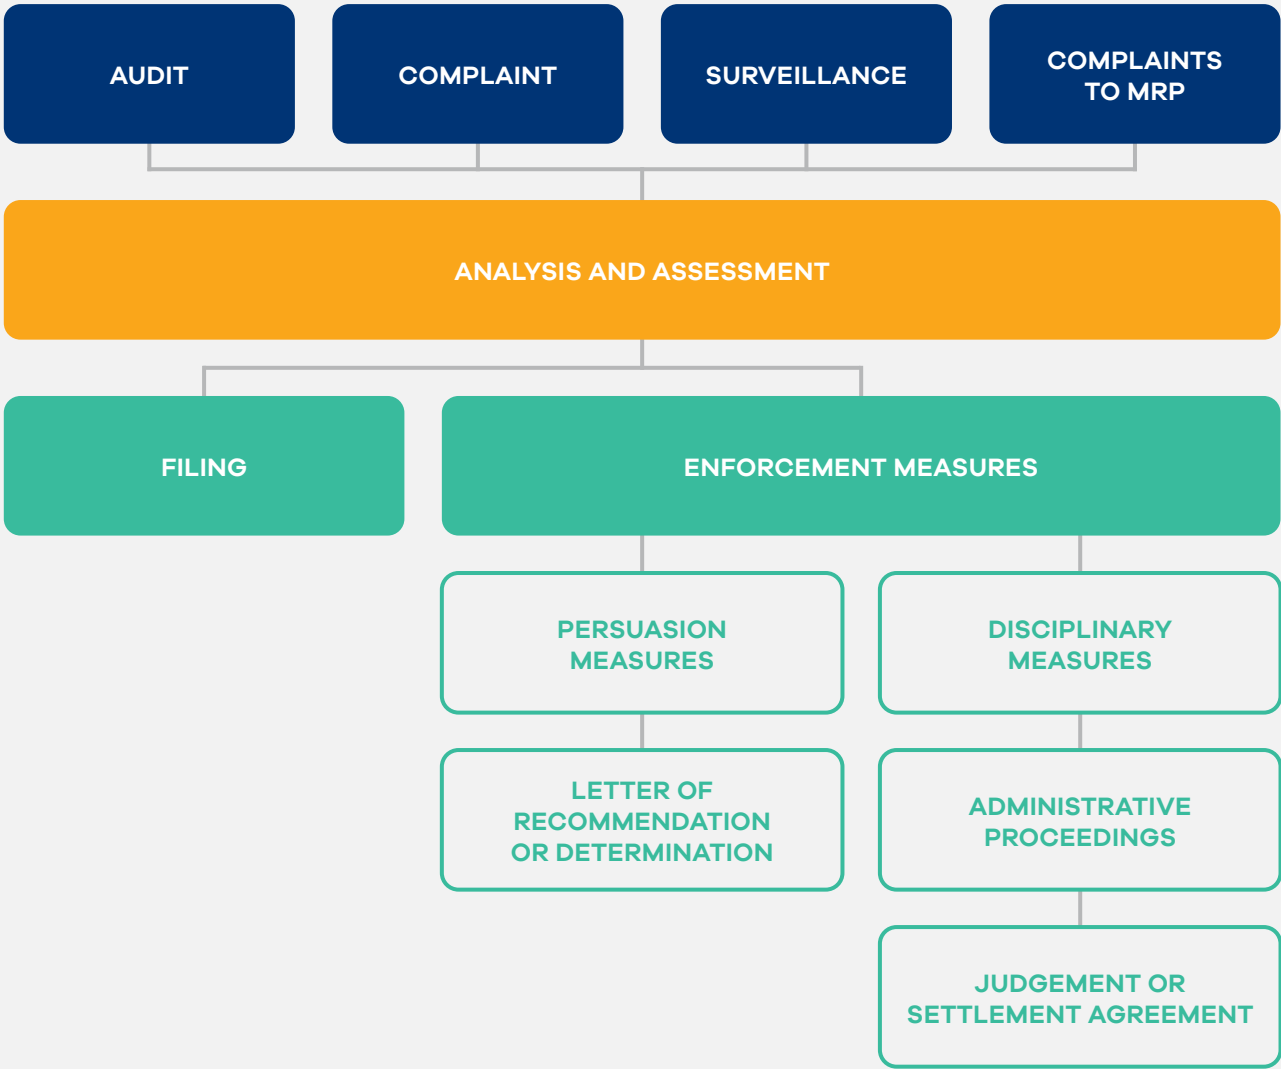 AUDIT
COMPLAINT
SURVEILLANCE
COMPLAINTS
TO MRP
ANALYSIS AND ASSESSMENT
FILING
ENFORCEMENT MEASURES
PERSUASION
MEASURES
DISCIPLINARY
MEASURES
LETTER OF
RECOMMENDATION
OR DETERMINATION
ADMINISTRATIVE
PROCEEDINGS
JUDGEMENT OR
SETTLEMENT AGREEMENT